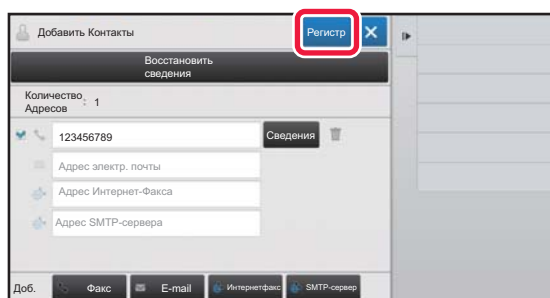 Добавить Контакты
Регистр
Восстановить
сведения
Количество
Адресов : 1
123456789
Сведения
Адрес электр. почты
Адрес Интернет-Факса
Адрес SMTP-сервера
Доб.
Факс
E-mail
Интернетфакс
SMTP-сервер